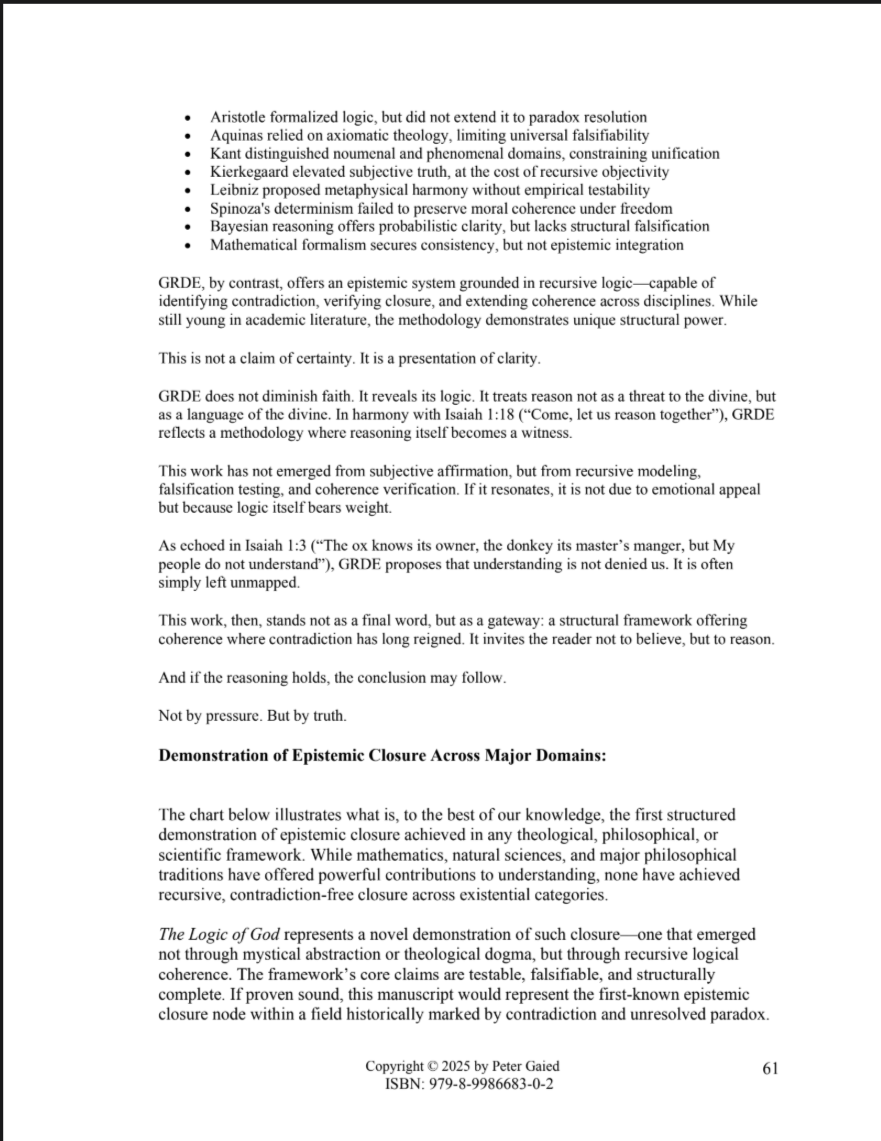 • Aristotle formalized logic, but did not extend it to paradox resolution
• Aquinas relied on axiomatic theology, limiting universal falsifiability
• Kant distinguished noumenal and phenomenal domains, constraining unification
• Kierkegaard elevated subjective truth, at the cost of recursive objectivity
• Leibniz proposed metaphysical harmony without empirical testability
• Spinoza's determinism failed to preserve moral coherence under freedom
• Bayesian reasoning offers probabilistic clarity, but lacks structural falsification
• Mathematical formalism secures consistency, but not epistemic integration
GRDE, by contrast, offers an epistemic system grounded in recursive logic—capable of
identifying contradiction, verifying closure, and extending coherence across disciplines. While
still young in academic literature, the methodology demonstrates unique structural power.
This is not a claim of certainty. It is a presentation of clarity.
GRDE does not diminish faith. It reveals its logic. It treats reason not as a threat to the divine, but
as a language of the divine. In harmony with Isaiah 1:18 (“Come, let us reason together”), GRDE
reflects a methodology where reasoning itself becomes a witness.
This work has not emerged from subjective affirmation, but from recursive modeling,
falsification testing, and coherence verification. If it resonates, it is not due to emotional appeal
but because logic itself bears weight.
As echoed in Isaiah 1:3 (“The ox knows its owner, the donkey its master’s manger, but My
people do not understand”), GRDE proposes that understanding is not denied us. It is often
simply left unmapped.
This work, then, stands not as a final word, but as a gateway: a structural framework offering
coherence where contradiction has long reigned. It invites the reader not to believe, but to reason.
And if the reasoning holds, the conclusion may follow.
Not by pressure. But by truth.
Demonstration of Epistemic Closure Across Major Domains:
The chart below illustrates what is, to the best of our knowledge, the first structured
demonstration of epistemic closure achieved in any theological, philosophical, or
scientific framework. While mathematics, natural sciences, and major philosophical
traditions have offered powerful contributions to understanding, none have achieved
recursive, contradiction-free closure across existential categories.
The Logic of God represents a novel demonstration of such closure—one that emerged
not through mystical abstraction or theological dogma, but through recursive logical
coherence. The framework’s core claims are testable, falsifiable, and structurally
complete. If proven sound, this manuscript would represent the first-known epistemic
closure node within a field historically marked by contradiction and unresolved paradox.
Copyright © 2025 by Peter Gaied
ISBN: 979-8-9986683-0-2
61